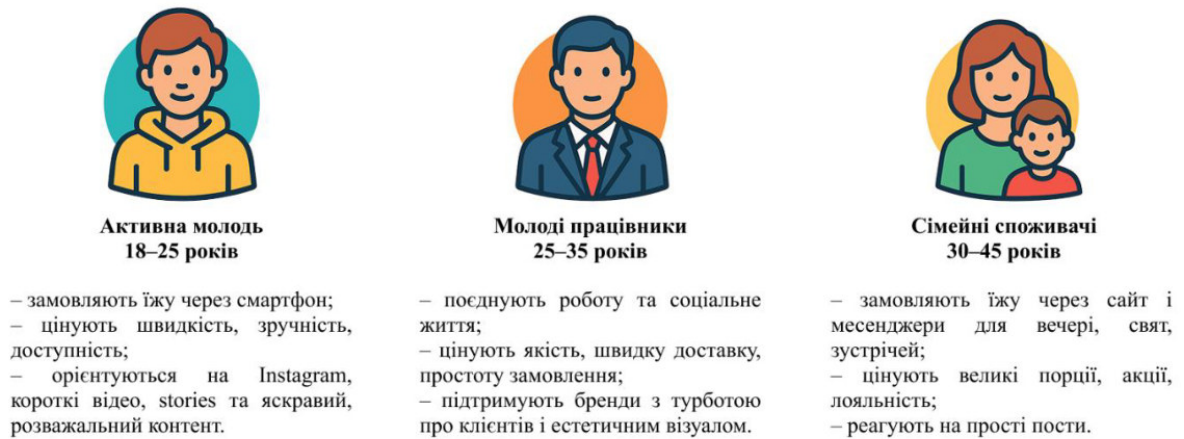 Активна молодь
18–25 років
– замовляють їжу через смартфон;
– цінують швидкість, зручність,
доступність;
– орієнтуються на Instagram,
короткі відео, stories та яскравий,
розважальний контент.
Молоді працівники
25–35 років
– поєднують роботу та соціальне
життя;
– цінують якість, швидку доставку,
простоту замовлення;
– підтримують бренди з турботою
про клієнтів і естетичним візуалом.
Сімейні споживачі
30–45 років
– замовляють їжу через сайт і
месенджери для вечері, свят,
зустрічей;
– цінують великі порції, акції,
лояльність;
– реагують на прості пости.